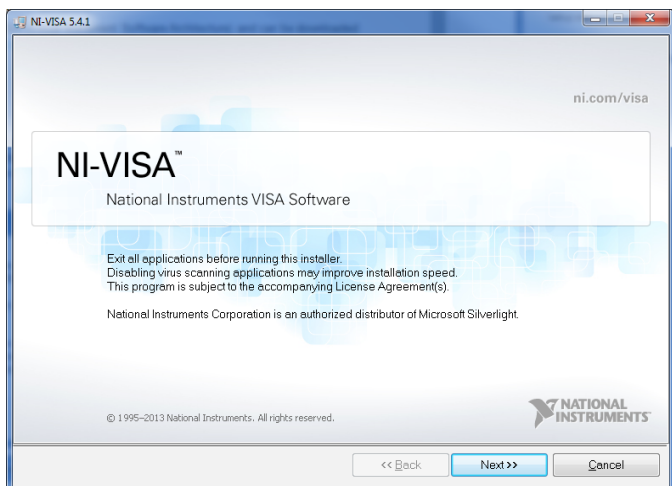 NI-VISA 5.4.1
ni.com/visa
NI-VISA™
National Instruments VISA Software
Exit all applications before running this installer.
Disabling virus scanning applications may improve installation speed.
This program is subject to the accompanying License Agreement(s).
National Instruments Corporation is an authorized distributor of Microsoft Silverlight.
© 1995–2013 National Instruments. All rights reserved.
NATIONAL
INSTRUMENTS™
<< Back
Next >>
Cancel